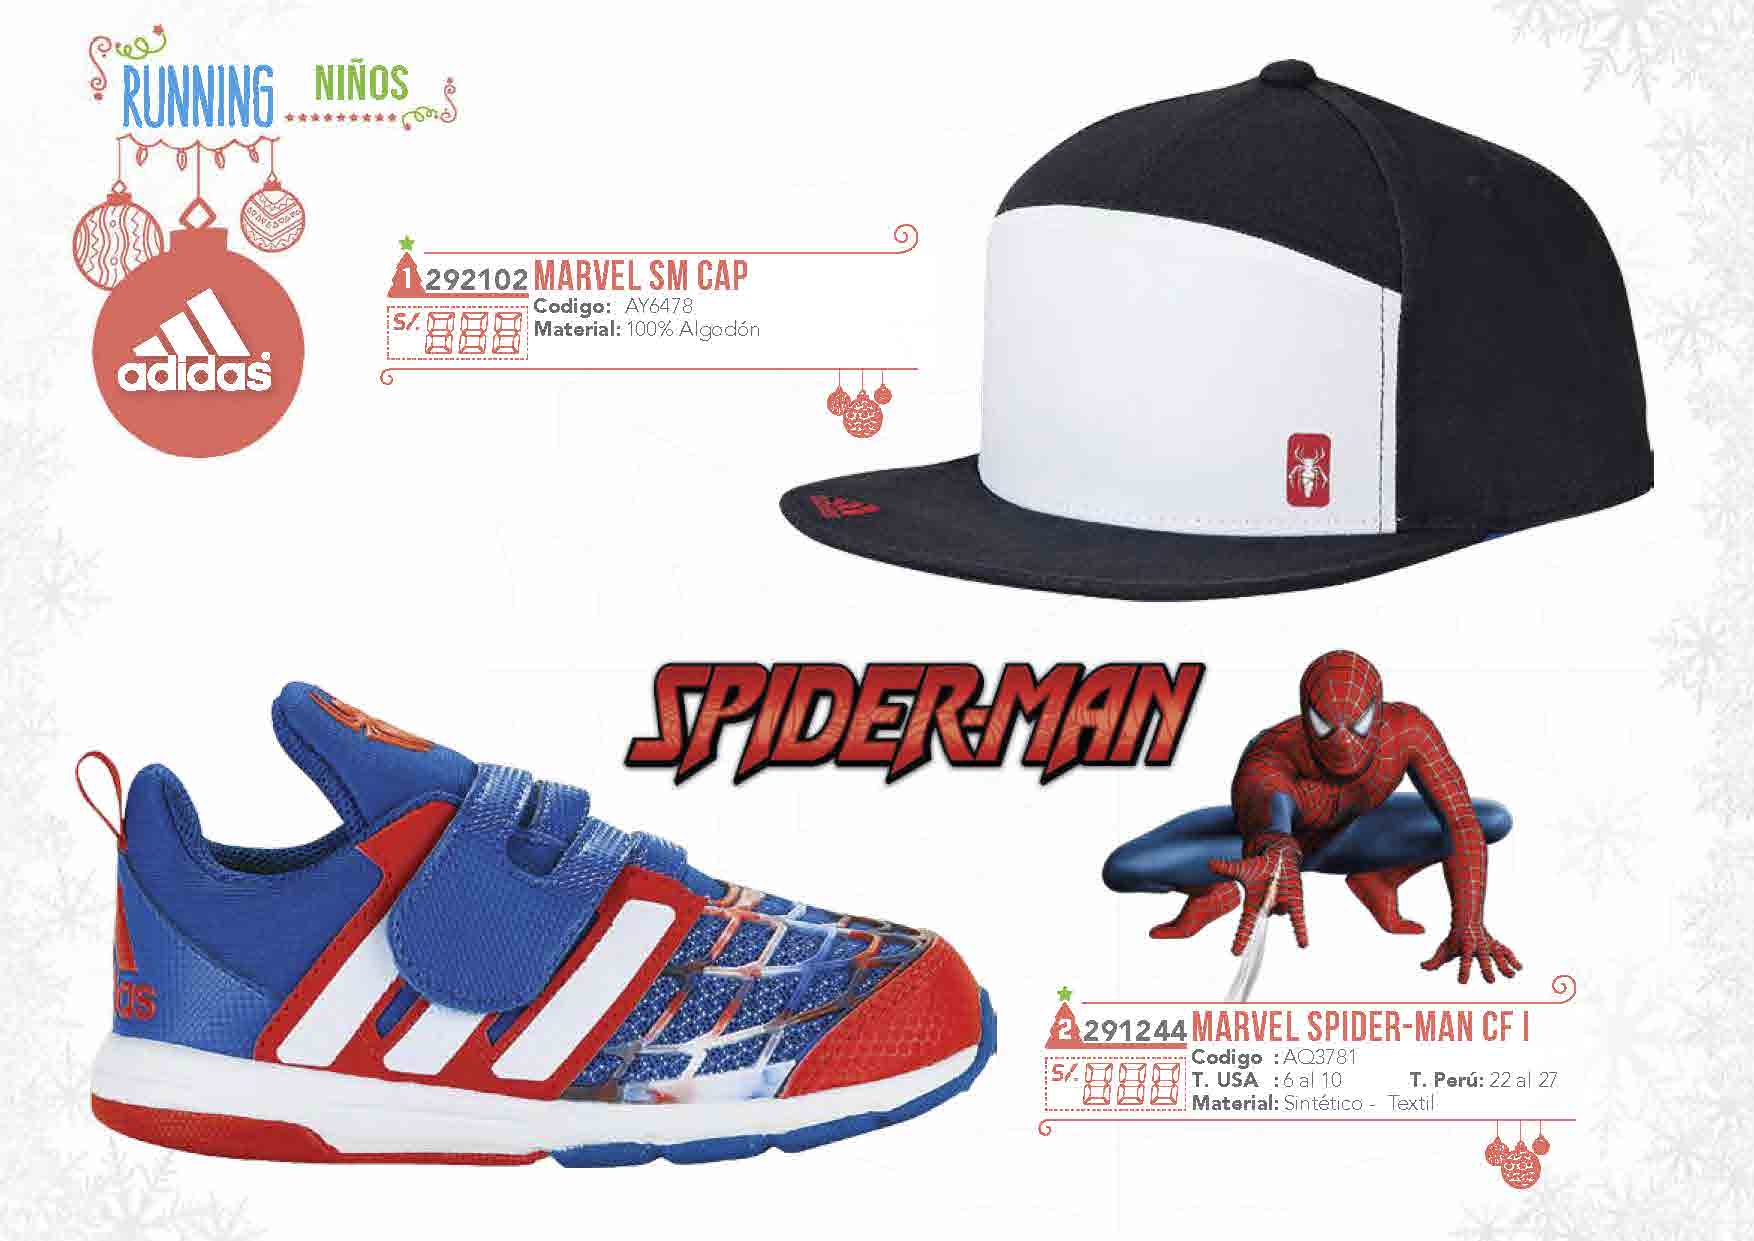 RUNNING NIÑOS
adidas
1 292102 MARVEL SM CAP
Codigo: AY6478
S/.
Material: 100% Algodón
SPIDER-MAN
das
2 291244 MARVEL SPIDER-MAN CF I
Codigo : AQ3781
S/.
T. USA : 6 al 10 T. Perú: 22 al 27
Material: Sintético - Textil